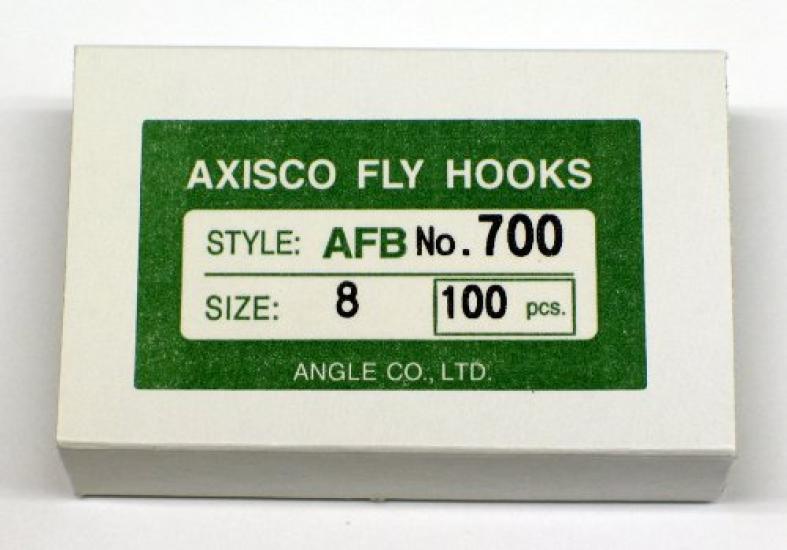 AXISCO FLY HOOKS
STYLE: AFB No. 700
SIZE: 8 100 pcs.
ANGLE CO., LTD.